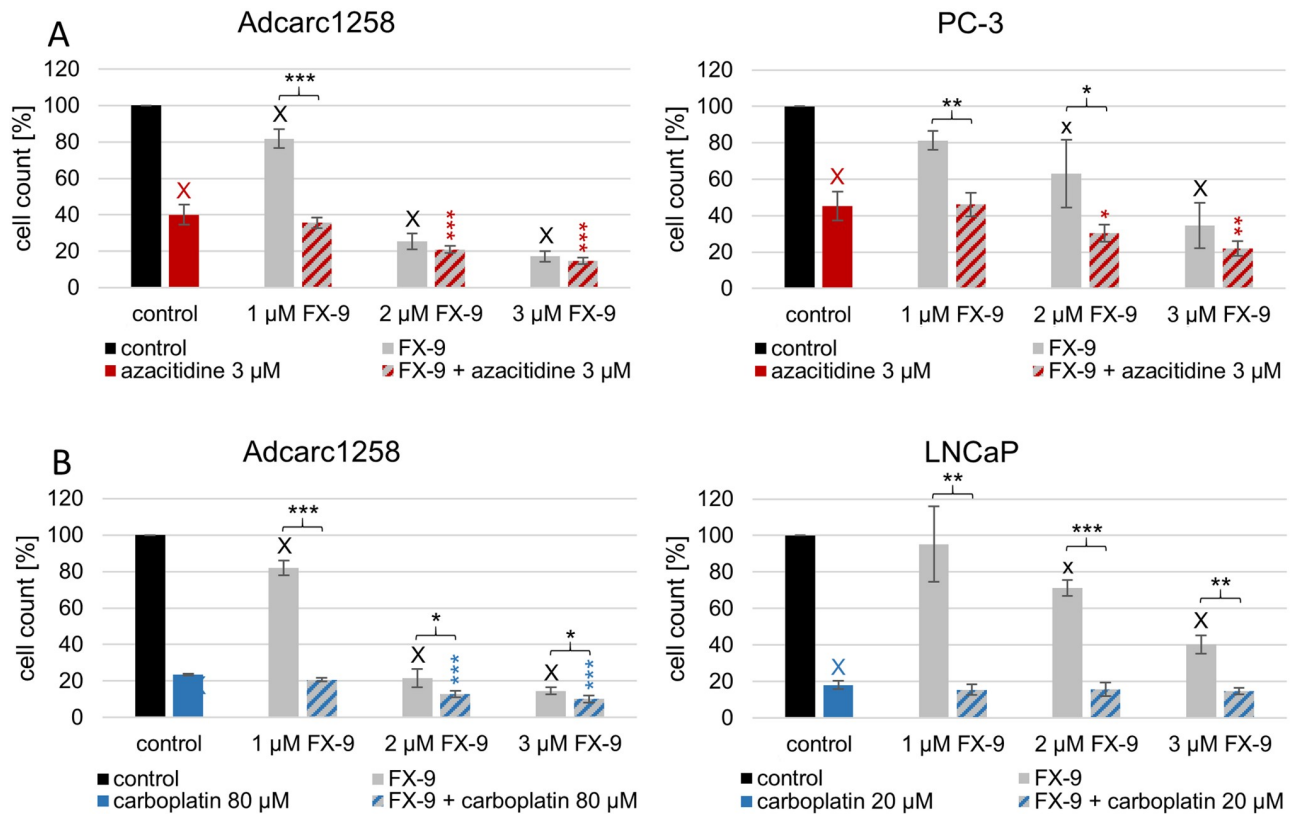 A
Adcarc1258
cell count [%]
120
100
80
60
40
20
0
X
X
***
X
***
X
***
control
1 µM FX-9
2 µM FX-9
3 µM FX-9
control
FX-9
azacitidine 3 µM
FX-9 + azacitidine 3 µM
PC-3
cell count [%]
120
100
80
60
40
20
0
X
**
x
*
*
X
**
control
1 µM FX-9
2 µM FX-9
3 µM FX-9
control
FX-9
azacitidine 3 µM
FX-9 + azacitidine 3 µM
B
Adcarc1258
cell count [%]
120
100
80
60
40
20
0
X
***
X
*
***
X
*
***
control
1 µM FX-9
2 µM FX-9
3 µM FX-9
control
FX-9
carboplatin 80 µM
FX-9 + carboplatin 80 µM
LNCaP
cell count [%]
120
100
80
60
40
20
0
X
**
x
***
X
**
control
1 µM FX-9
2 µM FX-9
3 µM FX-9
control
FX-9
carboplatin 20 µM
FX-9 + carboplatin 20 µM